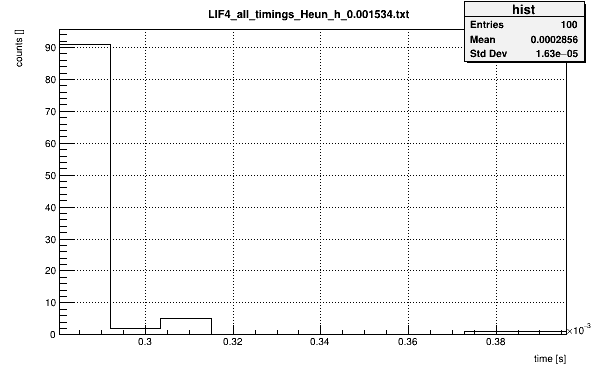 LIF4_all_timings_Heun_h_0.001534.txt
hist
Entries 100
Mean 0.0002856
Std Dev 1.63e−05
counts []
90
80
70
60
50
40
30
20
10
0
0.3 0.32 0.34 0.36 0.38
×10⁻³
time [s]